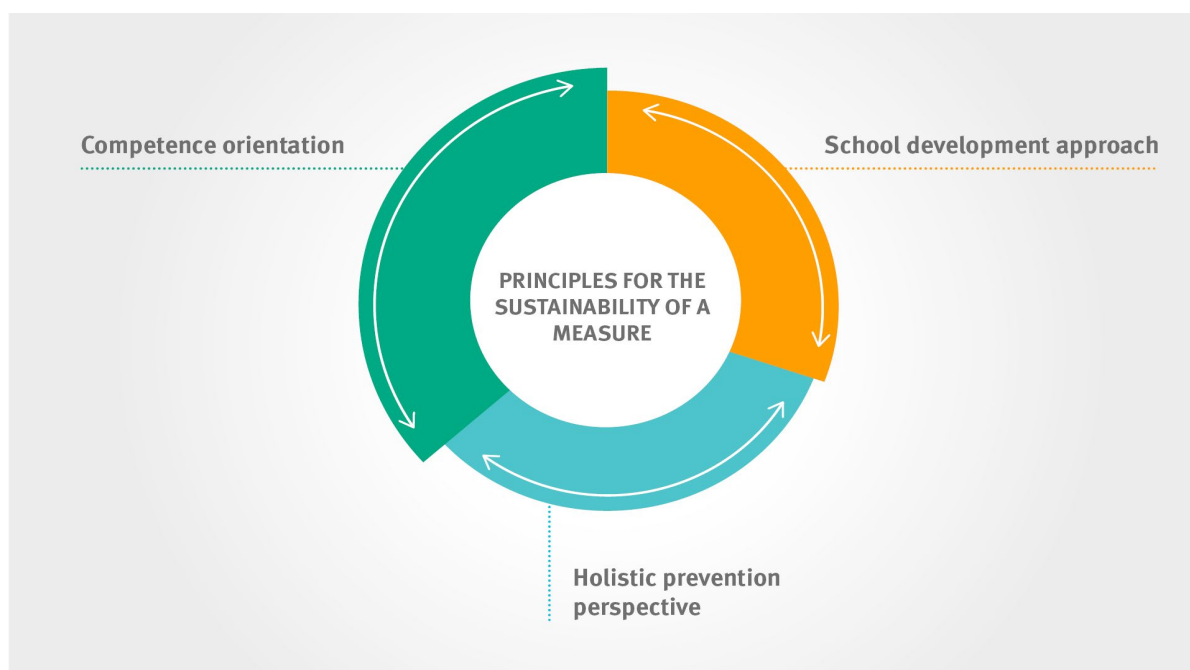 Competence orientation
School development approach
PRINCIPLES FOR THE
SUSTAINABILITY OF A
MEASURE
Holistic prevention
perspective